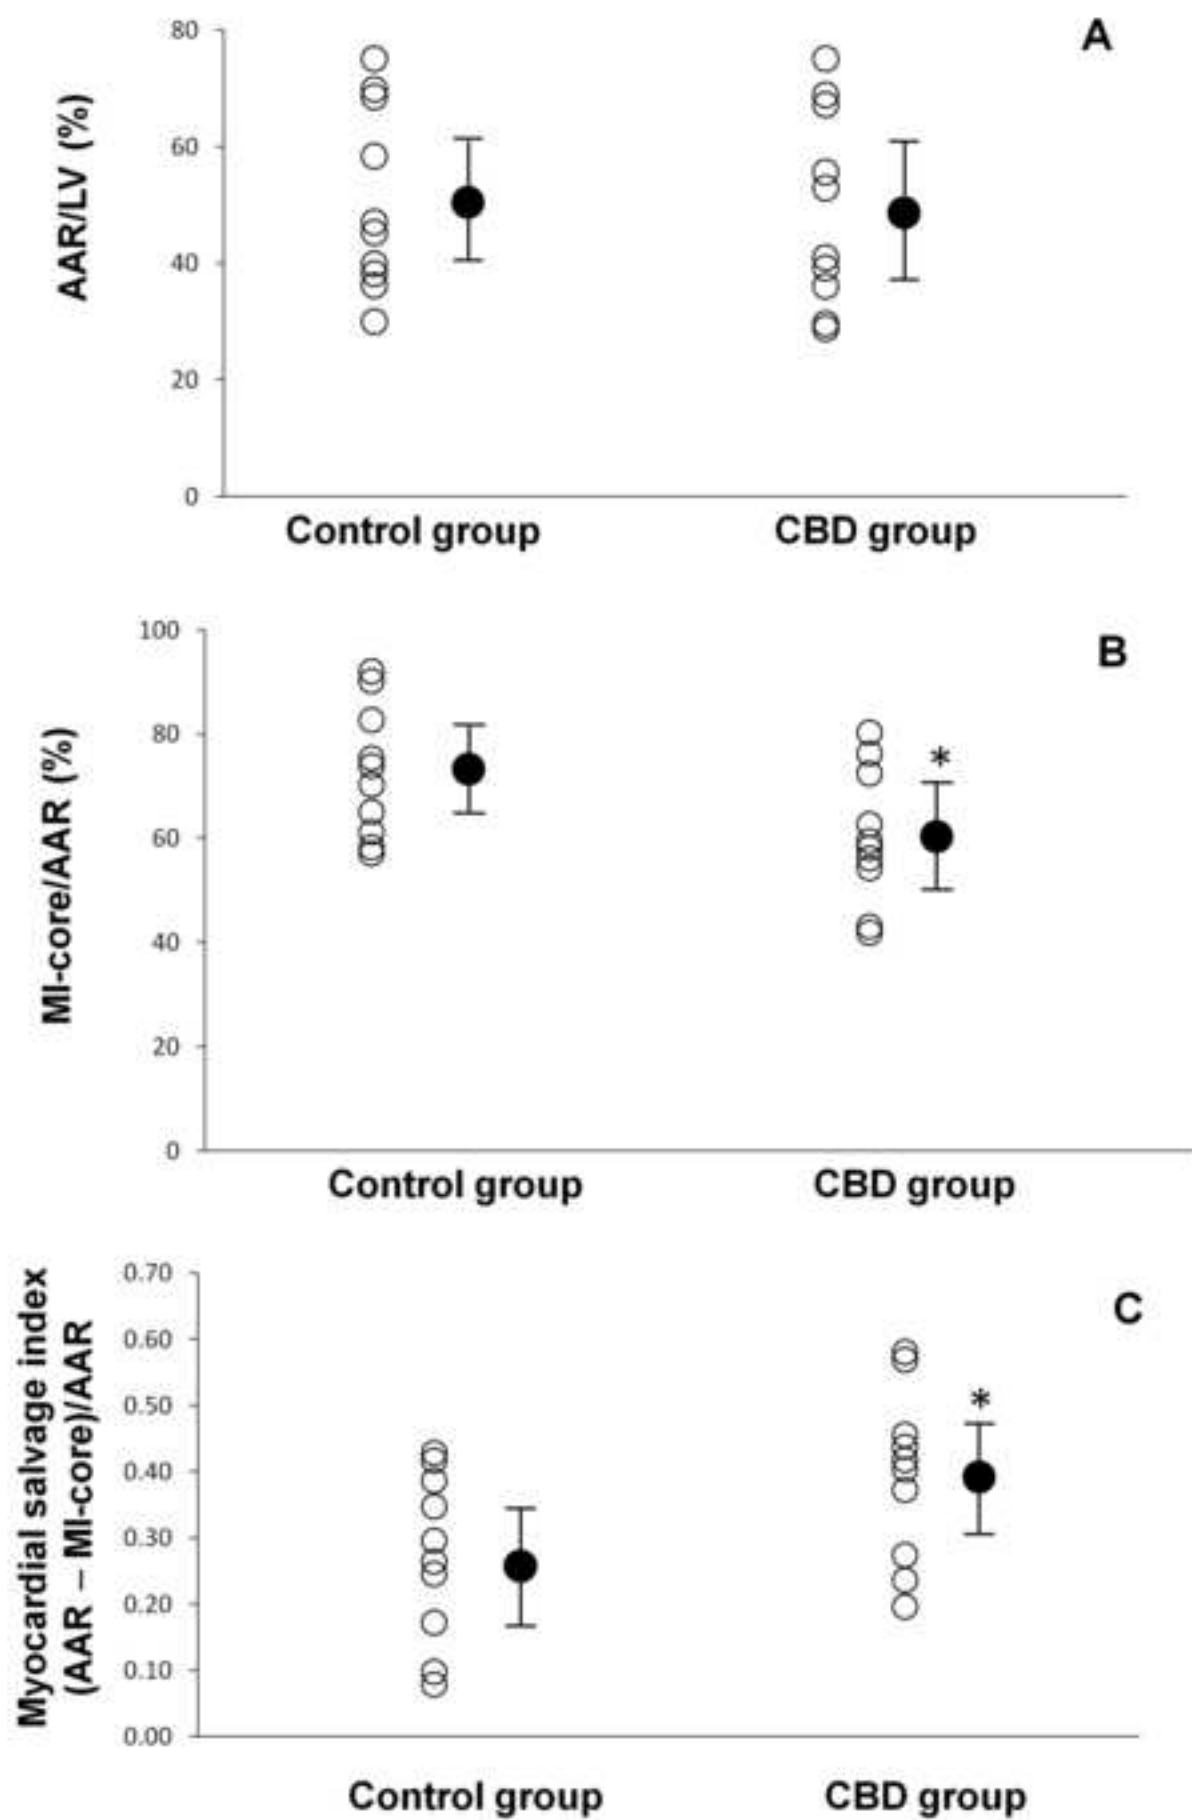 A
AAR/LV (%)
80
60
40
20
0
Control group
CBD group
B
MI-core/AAR (%)
100
80
60
40
20
0
*
Control group
CBD group
C
Myocardial salvage index
(AAR – MI-core)/AAR
0.70
0.60
0.50
0.40
0.30
0.20
0.10
0.00
*
Control group
CBD group